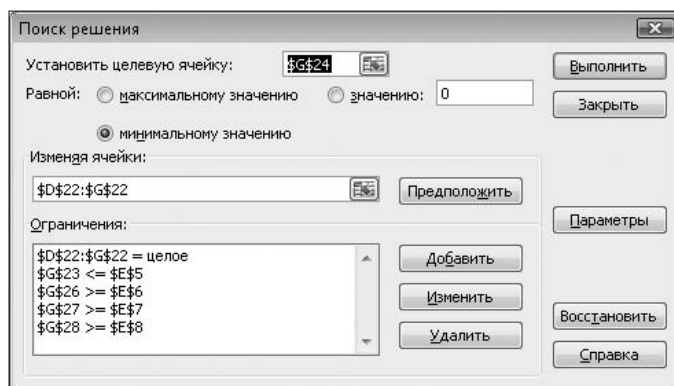 Поиск решения
Установить целевую ячейку: $G$24
Выполнить
Равной: максимальному значению значению: 0
Закрыть
минимальному значению
Изменяя ячейки:
$D$22:$G$22
Предположить
Ограничения:
Параметры
$D$22:$G$22 = целое
$G$23 <= $E$5
$G$26 >= $E$6
$G$27 >= $E$7
$G$28 >= $E$8
Добавить
Изменить
Удалить
Восстановить
Справка